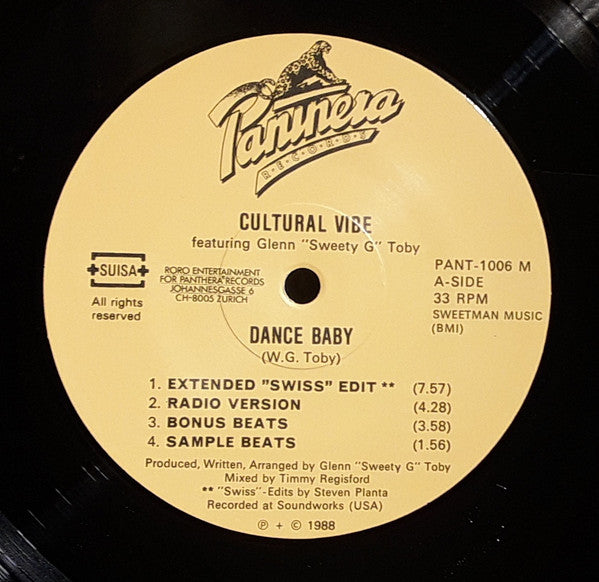 Panthera
RECORDS
CULTURAL VIBE
featuring Glenn "Sweety G" Toby
SUISA
All rights
reserved
RORO ENTERTAINMENT
FOR PANTHERA RECORDS
JOHANNESGASSE 6
CH-8005 ZURICH
PANT-1006 M
A-SIDE
33 RPM
SWEETMAN MUSIC
(BMI)
DANCE BABY
(W.G. Toby)
1. EXTENDED "SWISS" EDIT ** (7.57)
2. RADIO VERSION (4.28)
3. BONUS BEATS (3.58)
4. SAMPLE BEATS (1.56)
Produced, Written, Arranged by Glenn "Sweety G" Toby
Mixed by Timmy Regisford
** "Swiss"-Edits by Steven Planta
Recorded at Soundworks (USA)
℗ + © 1988